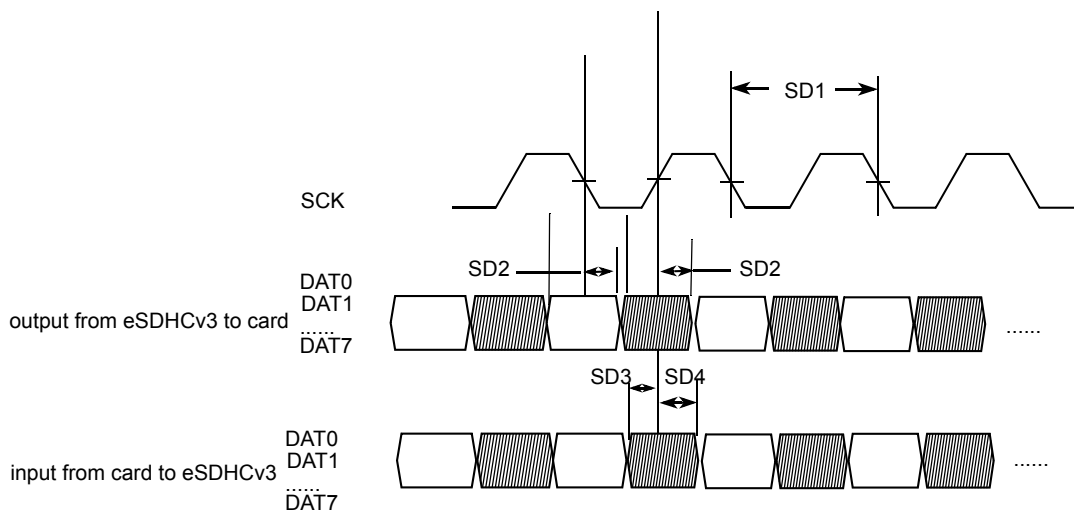 SD1
SCK
SD2
SD2
DAT0
DAT1
output from eSDHCv3 to card
......
......
DAT7
SD3
SD4
DAT0
DAT1
input from card to eSDHCv3
......
......
DAT7